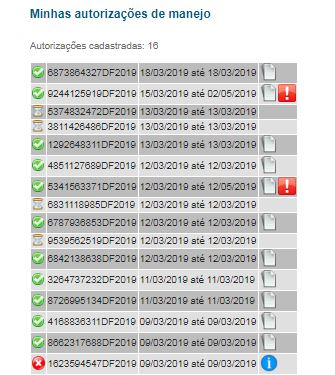 Minhas autorizações de manejo
Autorizações cadastradas: 16
6873864327DF2019 18/03/2019 até 18/03/2019
9244125919DF2019 15/03/2019 até 02/05/2019
5374832472DF2019 13/03/2019 até 13/03/2019
3811426486DF2019 13/03/2019 até 13/03/2019
1292648311DF2019 13/03/2019 até 13/03/2019
4851127689DF2019 12/03/2019 até 12/03/2019
5341563371DF2019 12/03/2019 até 12/05/2019
6831118985DF2019 12/03/2019 até 12/03/2019
6787936853DF2019 12/03/2019 até 12/03/2019
9539562519DF2019 12/03/2019 até 12/03/2019
6842138638DF2019 12/03/2019 até 12/03/2019
3264737232DF2019 11/03/2019 até 11/03/2019
8726995134DF2019 11/03/2019 até 11/03/2019
4168836311DF2019 09/03/2019 até 09/03/2019
8662317688DF2019 09/03/2019 até 09/03/2019
1623594547DF2019 09/03/2019 até 09/03/2019